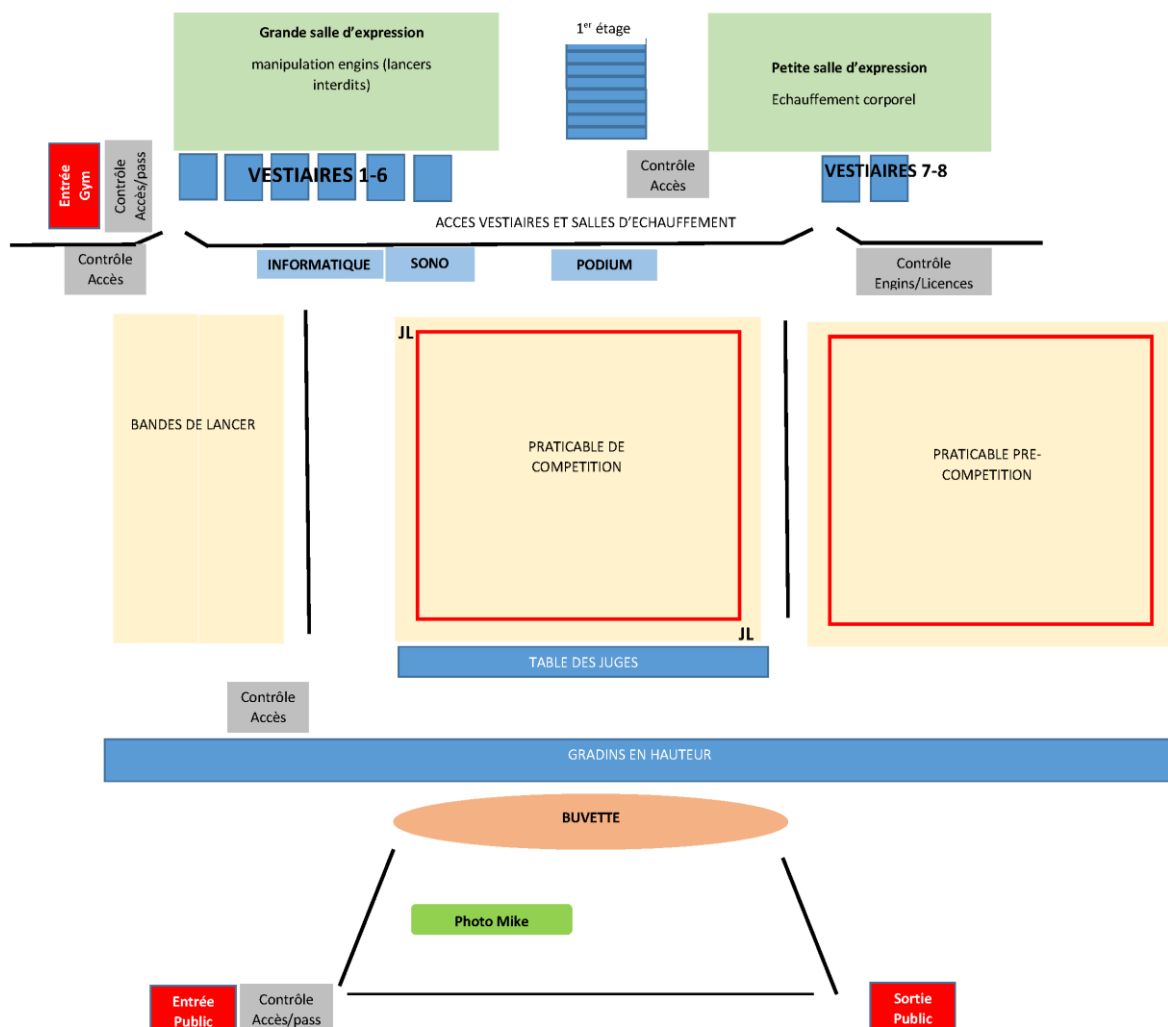 Grande salle d'expression
manipulation engins (lancers
interdits)
1er étage
Petite salle d'expression
Echauffement corporel
Entrée
Gym
Contrôle
Accès/pass
VESTIAIRES 1-6
Contrôle
Accès
VESTIAIRES 7-8
ACCES VESTIAIRES ET SALLES D'ECHAUFFEMENT
Contrôle
Accès
INFORMATIQUE
SONO
PODIUM
Contrôle
Engins/Licences
JL
BANDES DE LANCER
PRATICABLE DE
COMPETITION
PRATICABLE PRE-
COMPETITION
JL
TABLE DES JUGES
Contrôle
Accès
GRADINS EN HAUTEUR
BUVETTE
Photo Mike
Entrée
Public
Contrôle
Accès/pass
Sortie
Public